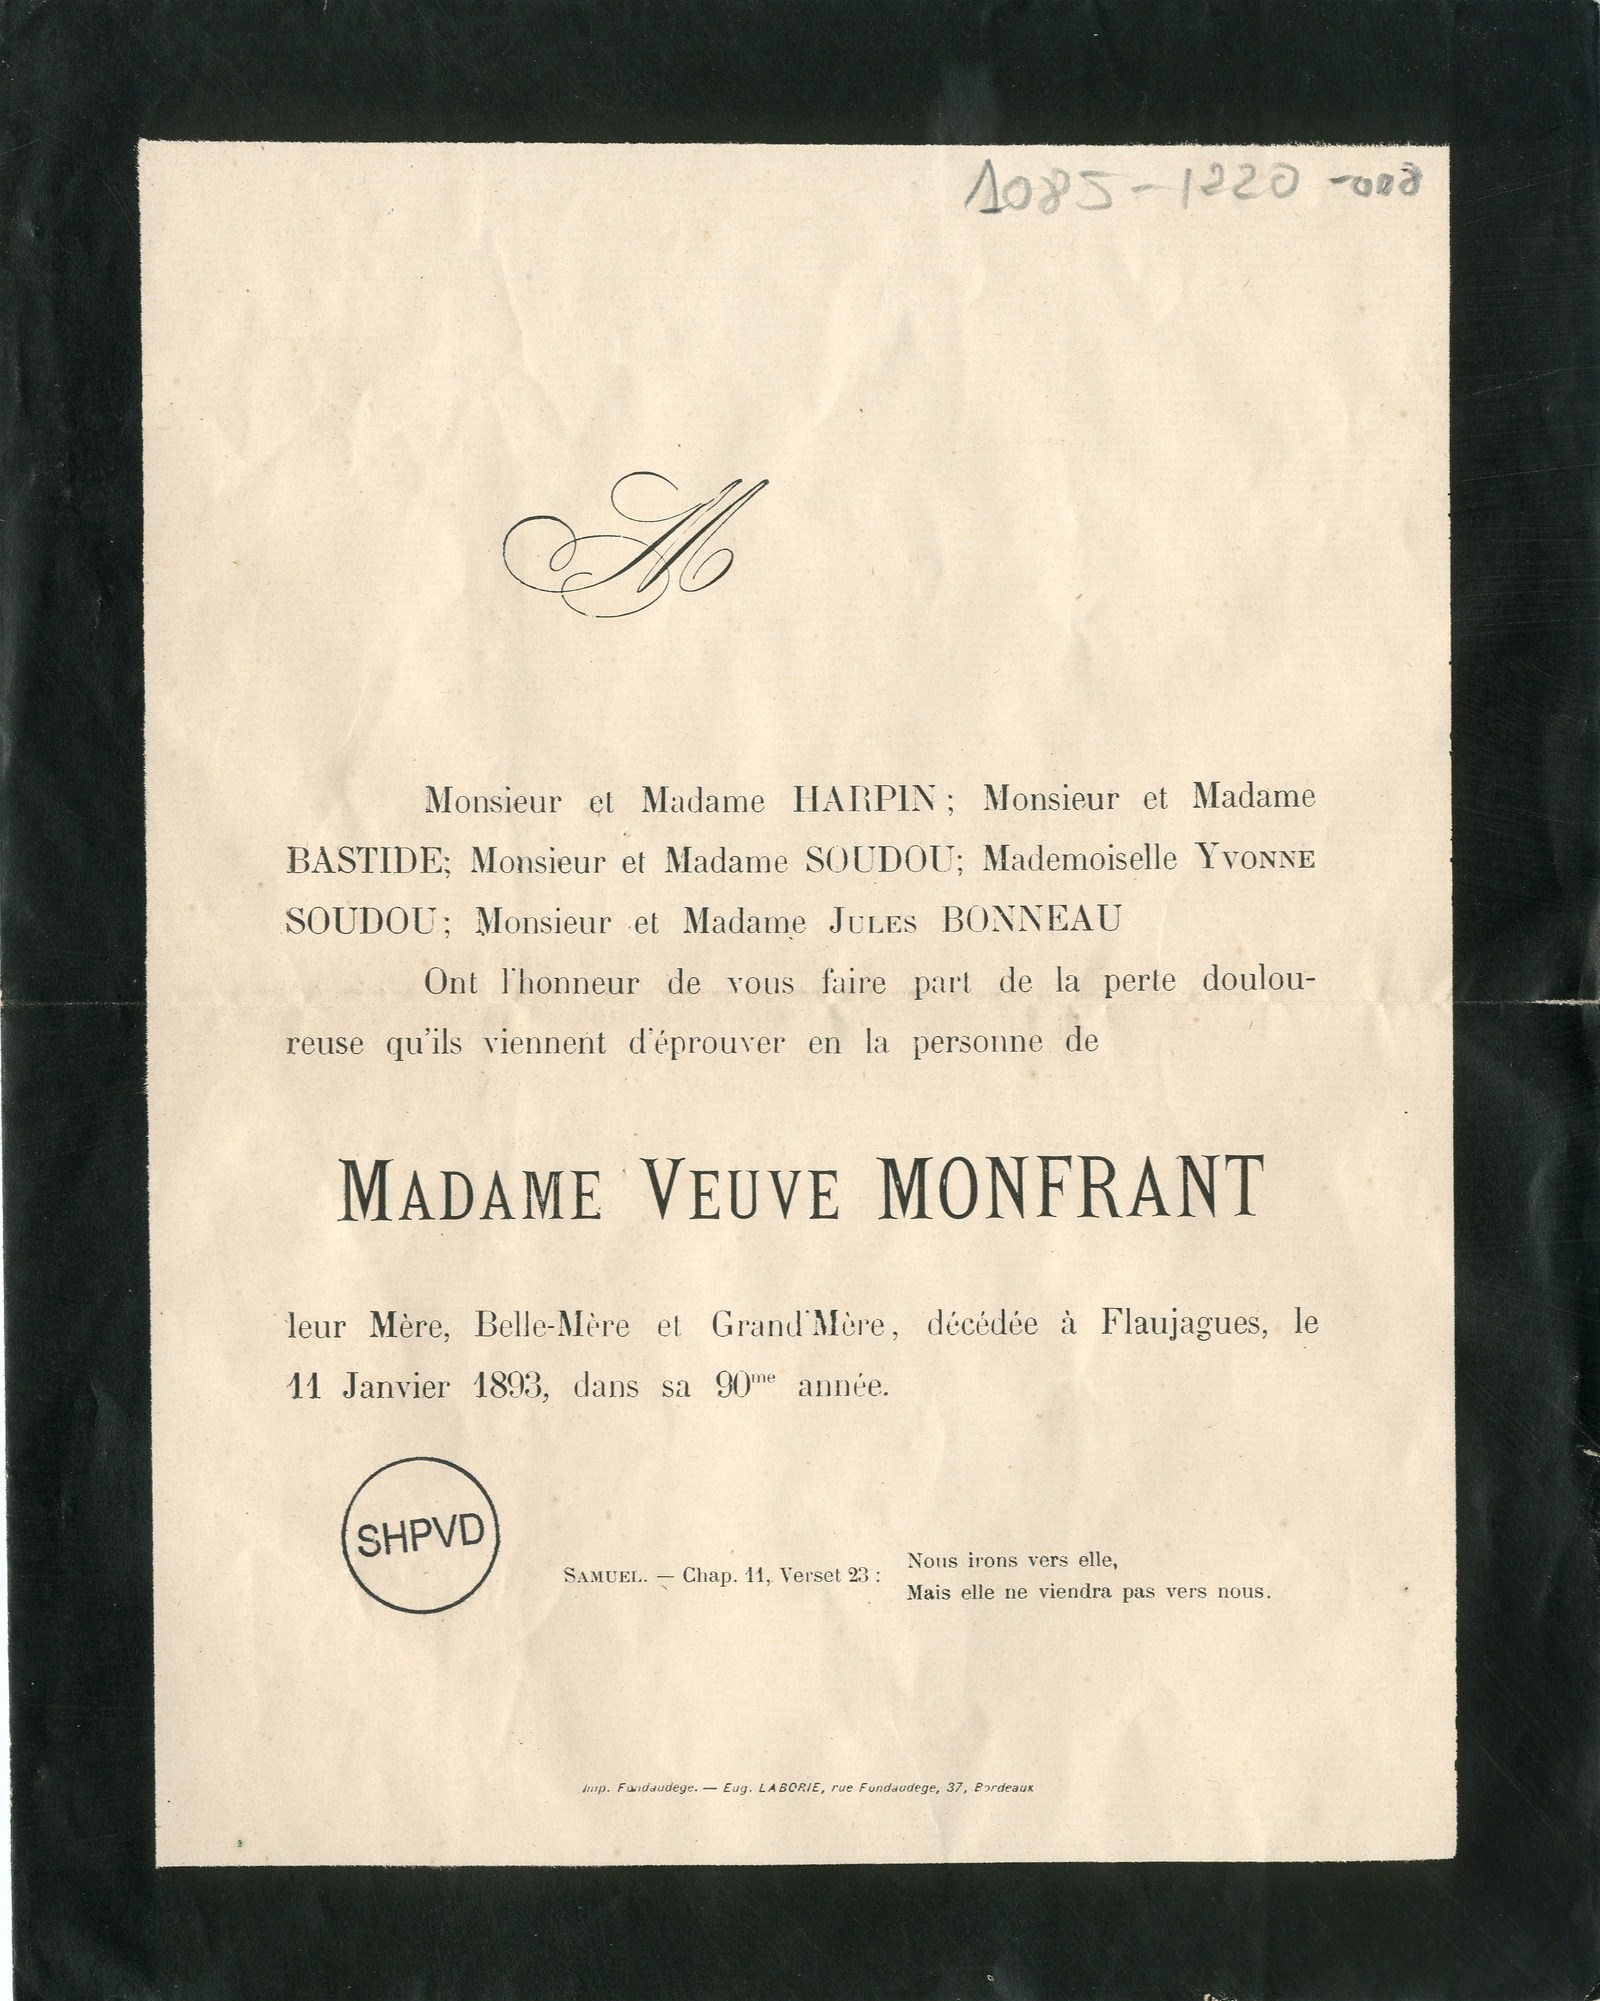 1085-1220-008
M
Monsieur et Madame HARPIN ; Monsieur et Madame
BASTIDE; Monsieur et Madame SOUDOU; Mademoiselle YVONNE
SOUDOU; Monsieur et Madame JULES BONNEAU
Ont l'honneur de vous faire part de la perte doulou-
reuse qu'ils viennent d'éprouver en la personne de
MADAME VEUVE MONFRANT
leur Mère, Belle-Mère et Grand'Mère, décédée à Flaujagues, le
11 Janvier 1893, dans sa 90me année.
SHPVD
SAMUEL. — Chap. 11, Verset 23 :
Nous irons vers elle,
Mais elle ne viendra pas vers nous.
Imp. Fondaudège. — Eug. LABORIE, rue Fondaudège, 37, Bordeaux